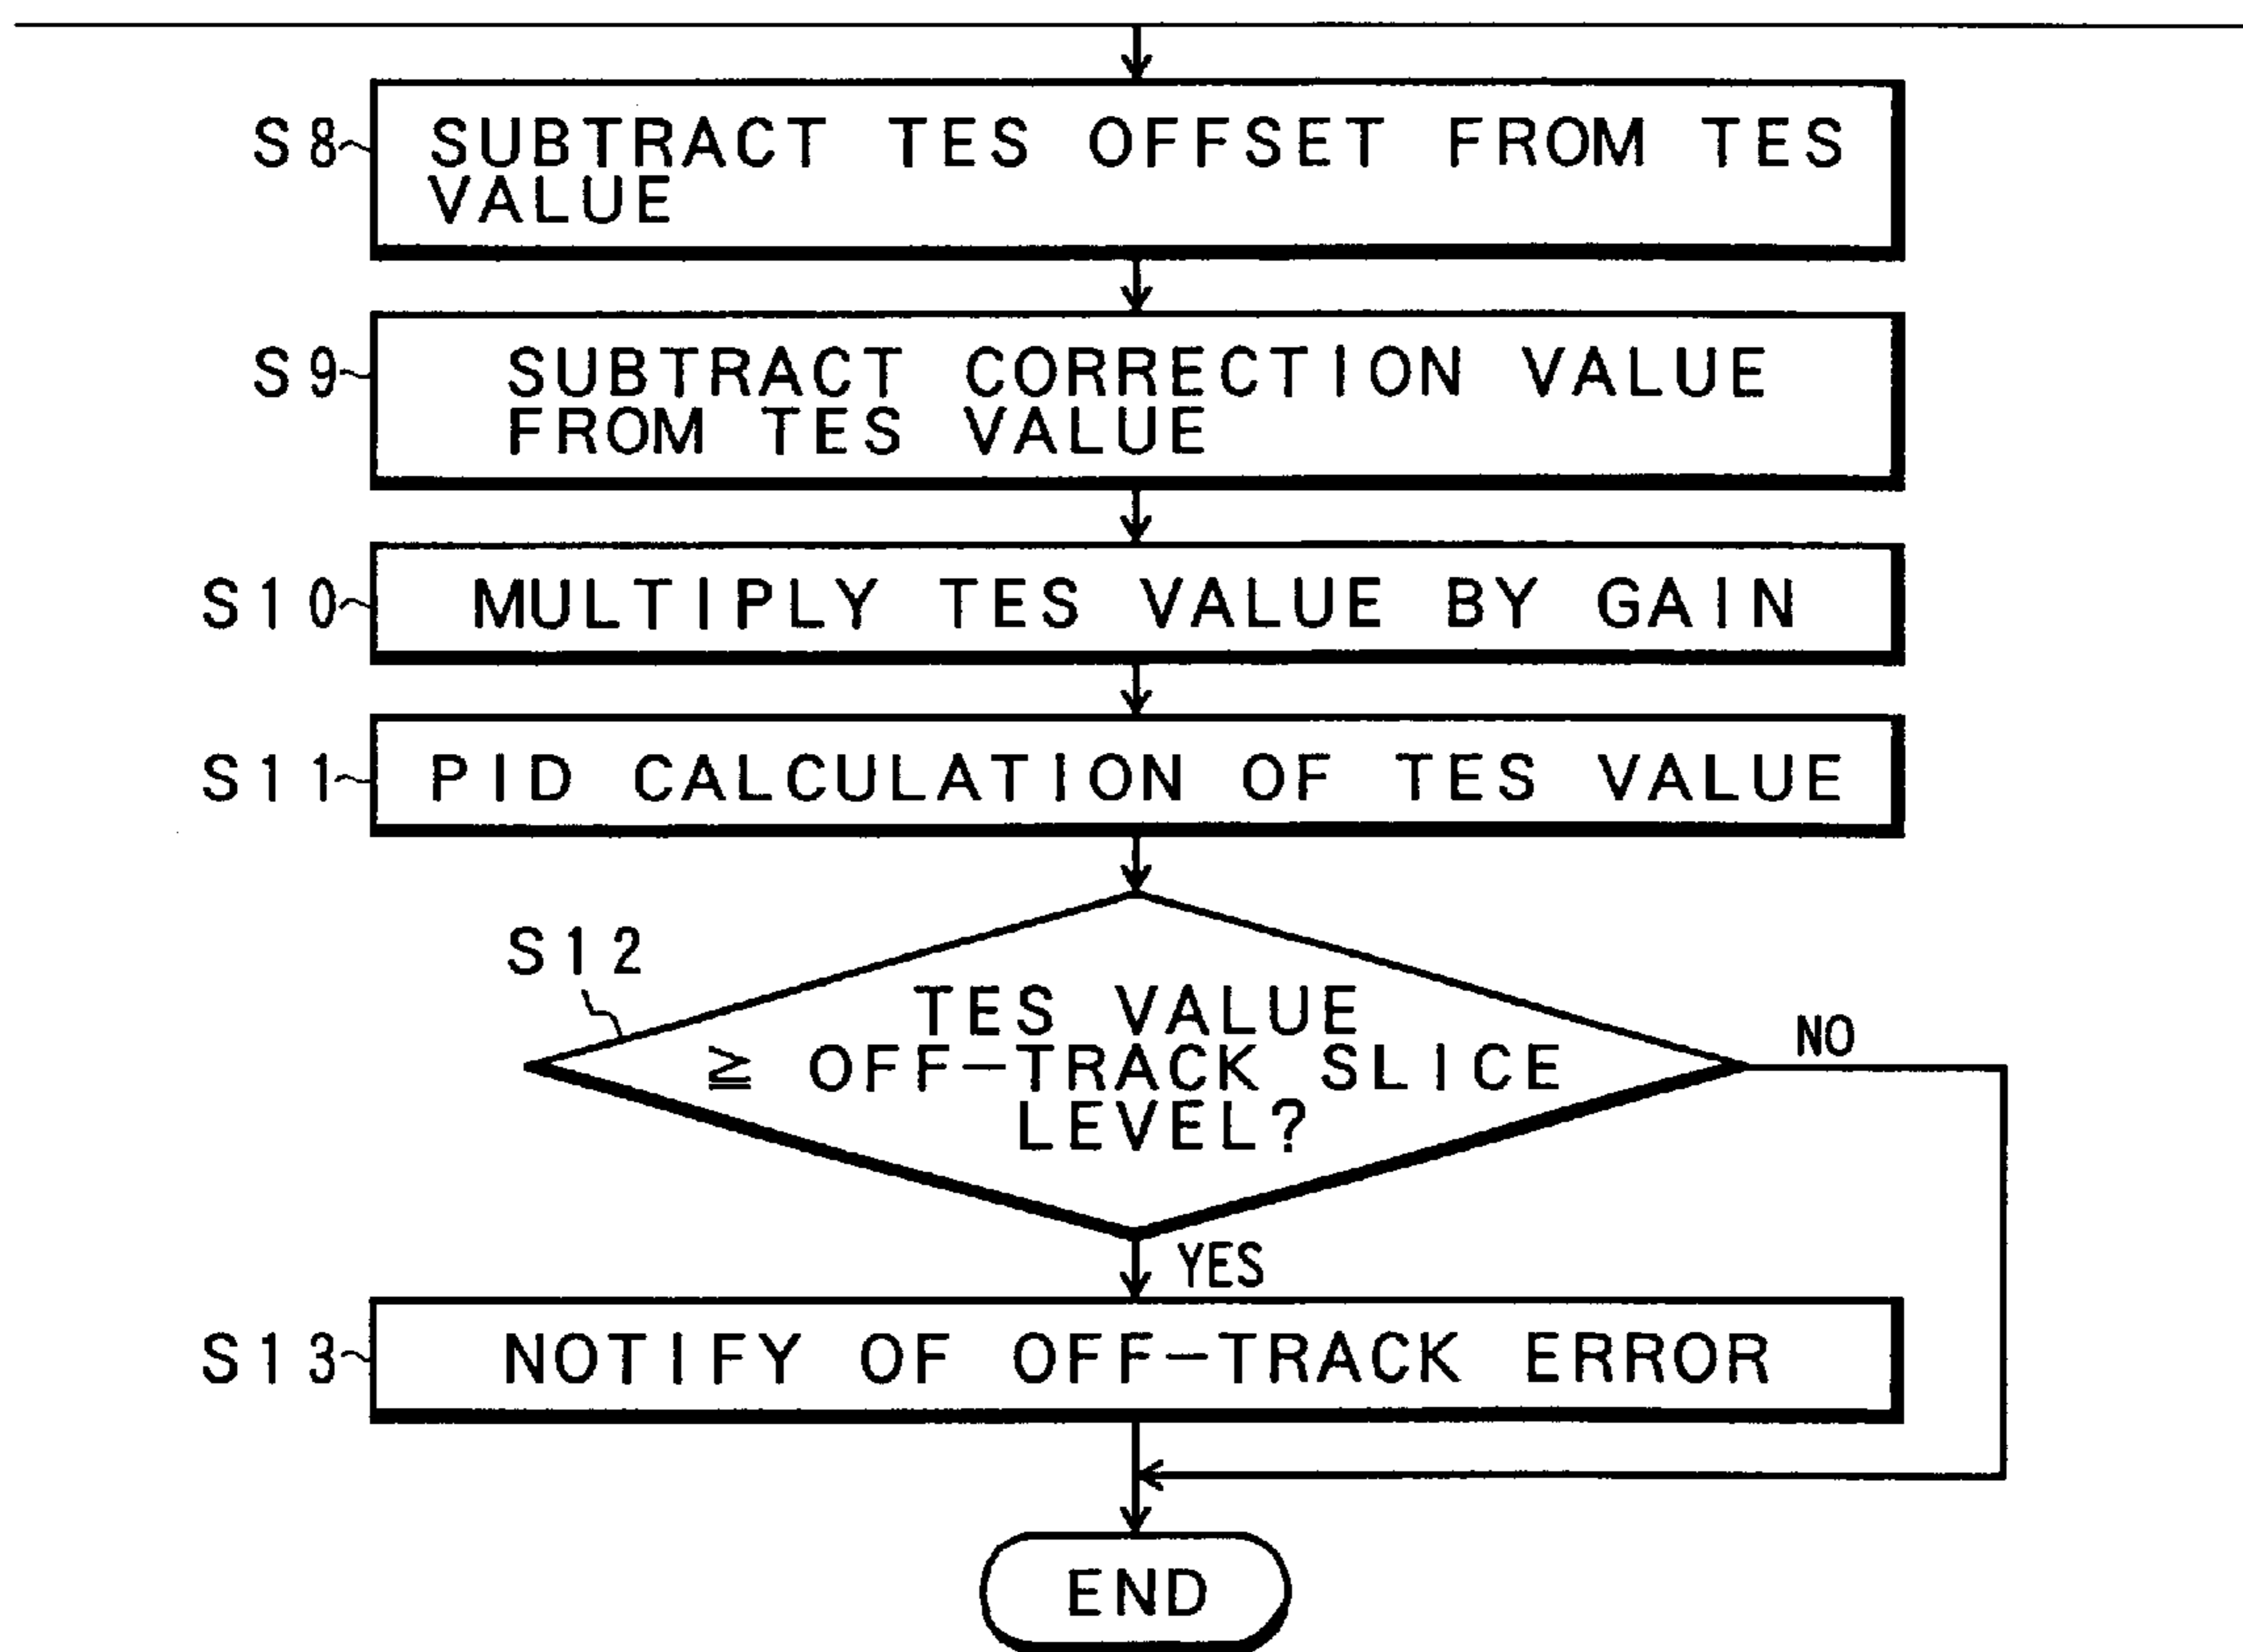 S8 SUBTRACT TES OFFSET FROM TES
VALUE
S9 SUBTRACT CORRECTION VALUE
FROM TES VALUE
S10 MULTIPLY TES VALUE BY GAIN
S11 PID CALCULATION OF TES VALUE
S12
TES VALUE
≧ OFF-TRACK SLICE
LEVEL?
NO
YES
S13 NOTIFY OF OFF-TRACK ERROR
END